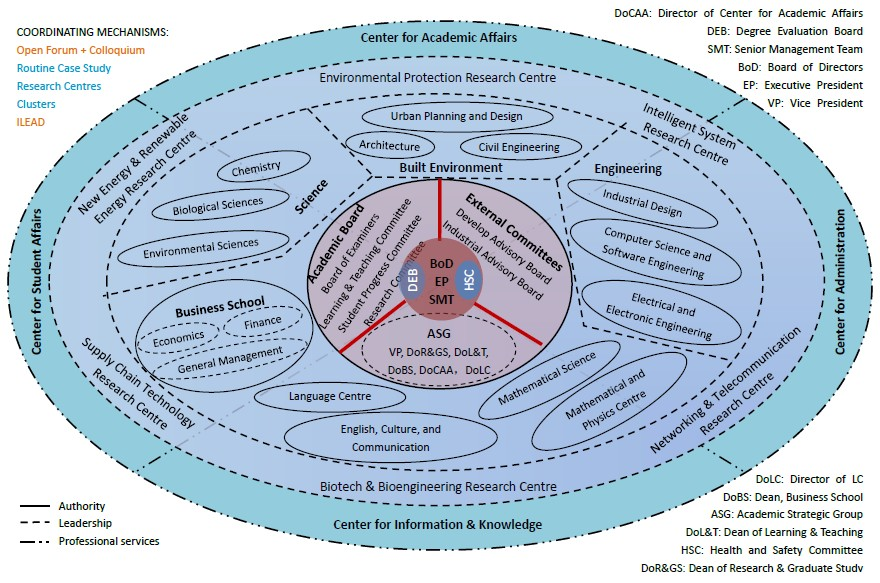 COORDINATING MECHANISMS:
Open Forum + Colloquium
Routine Case Study
Research Centres
Clusters
ILEAD
DoCAA: Director of Center for Academic Affairs
DEB: Degree Evaluation Board
SMT: Senior Management Team
BoD: Board of Directors
EP: Executive President
VP: Vice President
Center for Academic Affairs
Environmental Protection Research Centre
New Energy & Renewable
Energy Research Centre
Intelligent System
Research Centre
Urban Planning and Design
Architecture
Civil Engineering
Built Environment
Science
Chemistry
Biological Sciences
Environmental Sciences
Engineering
Industrial Design
Computer Science and
Software Engineering
Electrical and
Electronic Engineering
Center for Student Affairs
Center for Administration
Academic Board
Board of Examiners
Learning & Teaching Committee
Student Progress Committee
Research Committee
External Committees
Develop Advisory Board
Industrial Advisory Board
DEB
BoD
EP
SMT
HSC
ASG
VP, DoR&GS, DoL&T,
DoBS, DoCAA, DoLC
Business School
Economics
Finance
General Management
Supply Chain Technology
Research Centre
Language Centre
English, Culture, and
Communication
Mathematical Science
Mathematical and
Physics Centre
Networking & Telecommunication
Research Centre
Biotech & Bioengineering Research Centre
Center for Information & Knowledge
Authority
Leadership
Professional services
DoLC: Director of LC
DoBS: Dean, Business School
ASG: Academic Strategic Group
DoL&T: Dean of Learning & Teaching
HSC: Health and Safety Committee
DoR&GS: Dean of Research & Graduate Study